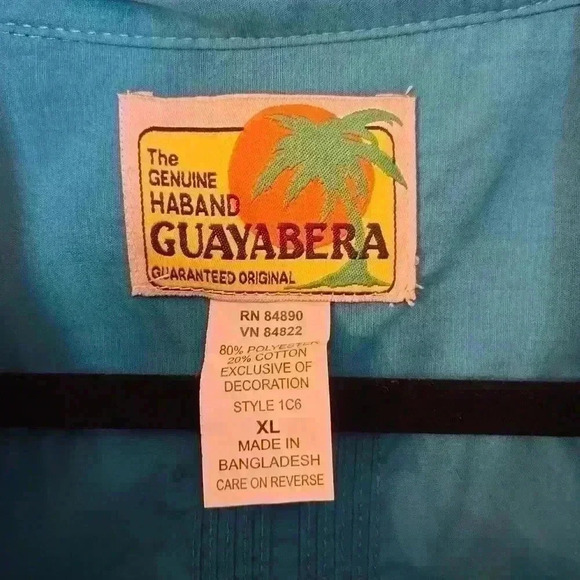 The
GENUINE
HABAND
GUAYABERA
GUARANTEED ORIGINAL
RN 84890
VN 84822
80% POLYESTER
20% COTTON
EXCLUSIVE OF
DECORATION
STYLE 1C6
XL
MADE IN
BANGLADESH
CARE ON REVERSE